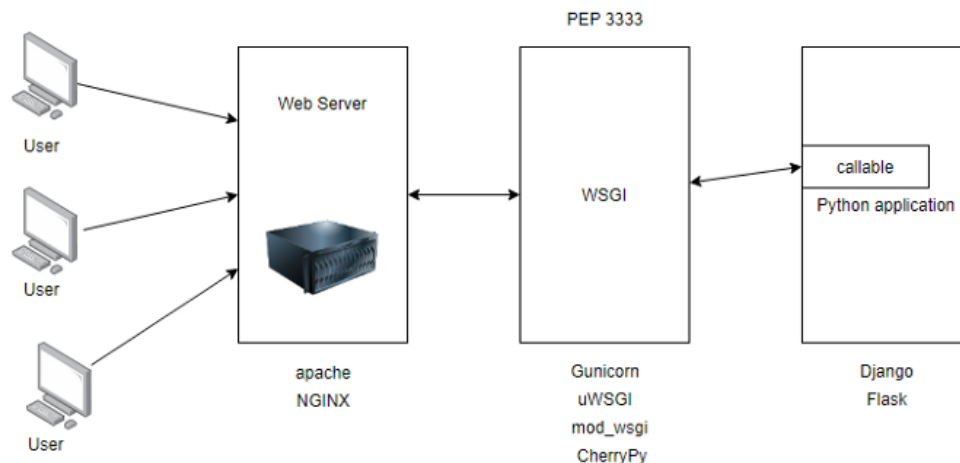 PEP 3333
Web Server
User
callable
WSGI
Python application
User
User
apache
NGINX
Gunicorn
uWSGI
mod_wsgi
CherryPy
Django
Flask